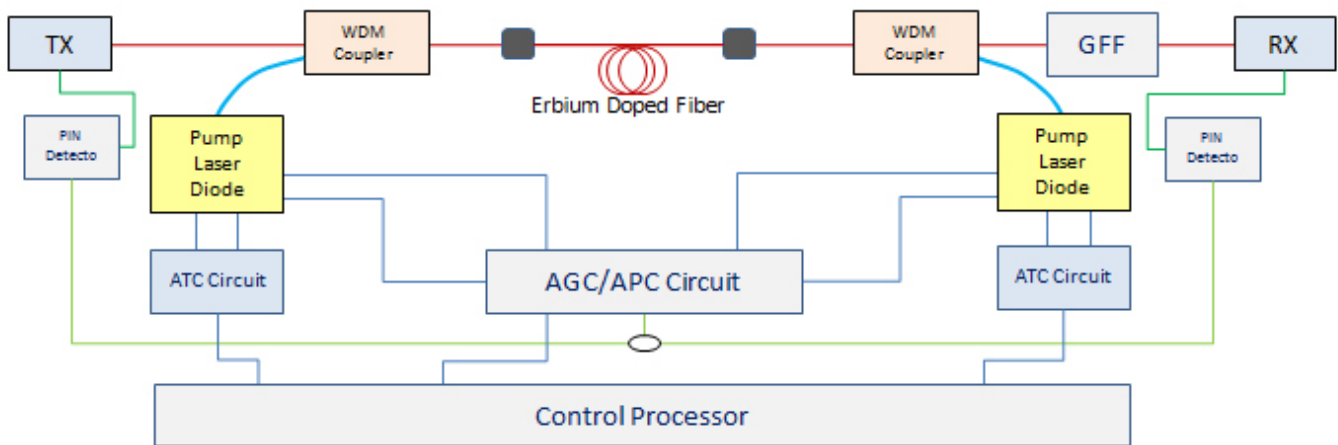 TX
WDM
Coupler
WDM
Coupler
GFF
RX
Erbium Doped Fiber
PIN
Detecto
Pump
Laser
Diode
Pump
Laser
Diode
PIN
Detecto
ATC Circuit
AGC/APC Circuit
ATC Circuit
Control Processor